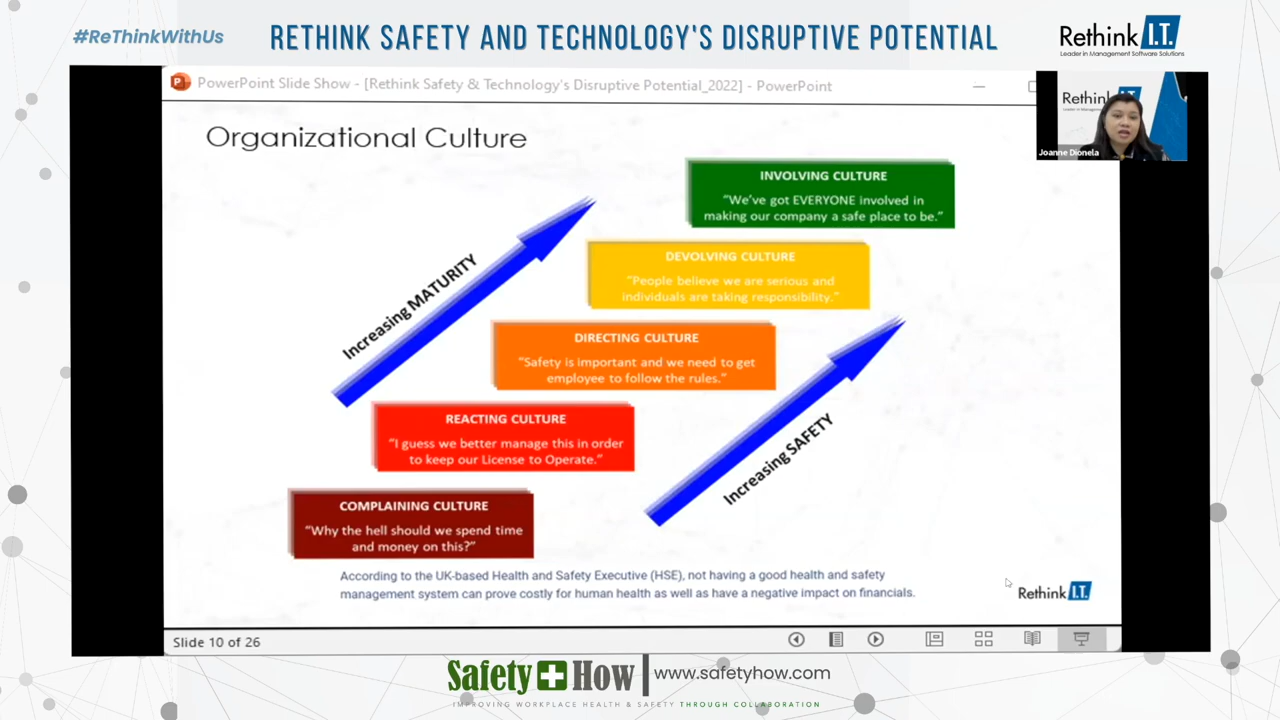 #ReThinkWithUs
RETHINK SAFETY AND TECHNOLOGY'S DISRUPTIVE POTENTIAL
Rethink I.T.
Leader in Management Software Solutions
PowerPoint Slide Show - [Rethink Safety & Technology's Disruptive Potential_2022] - PowerPoint
Rethink
Joanne Dionela
Organizational Culture
INVOLVING CULTURE
“We’ve got EVERYONE involved in
making our company a safe place to be.”
DEVOLVING CULTURE
“People believe we are serious and
individuals are taking responsibility.”
Increasing MATURITY
DIRECTING CULTURE
“Safety is important and we need to get
employee to follow the rules.”
REACTING CULTURE
“I guess we better manage this in order
to keep our License to Operate.”
Increasing SAFETY
COMPLAINING CULTURE
“Why the hell should we spend time
and money on this?”
According to the UK-based Health and Safety Executive (HSE), not having a good health and safety
management system can prove costly for human health as well as have a negative impact on financials.
Rethink I.T.
Slide 10 of 26
Safety How
www.safetyhow.com
IMPROVING WORKPLACE HEALTH & SAFETY THROUGH COLLABORATION